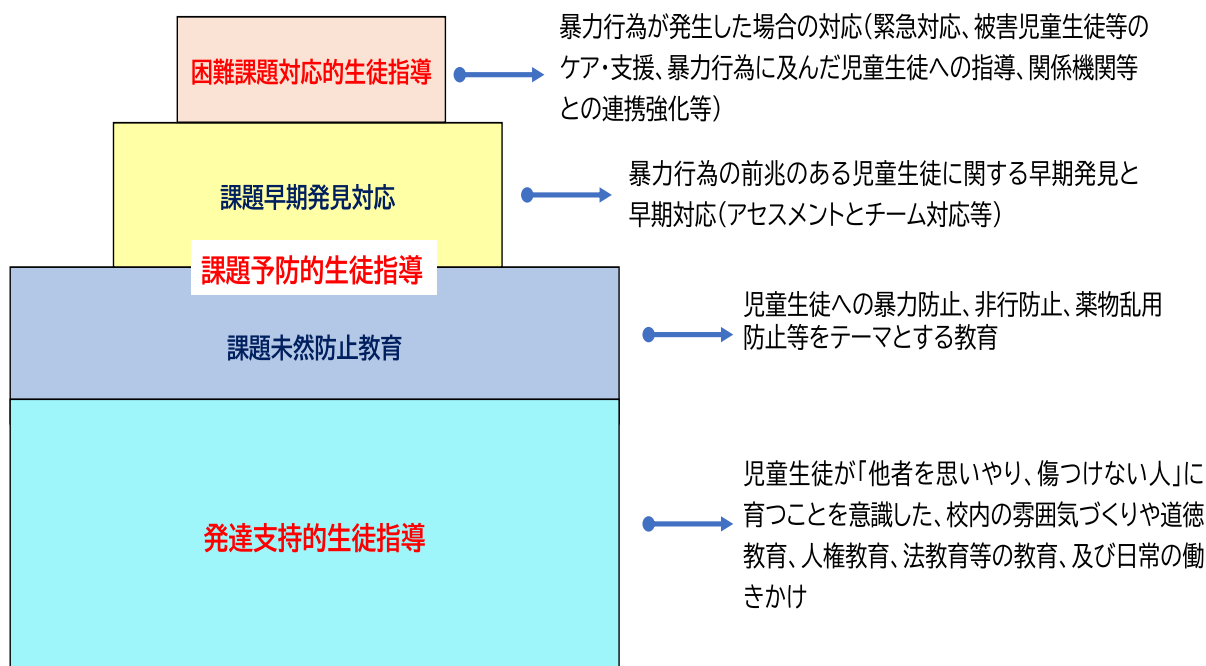 困難課題対応的生徒指導
暴力行為が発生した場合の対応(緊急対応、被害児童生徒等の
ケア・支援、暴力行為に及んだ児童生徒への指導、関係機関等
との連携強化等)
課題早期発見対応
暴力行為の前兆のある児童生徒に関する早期発見と
早期対応(アセスメントとチーム対応等)
課題予防的生徒指導
課題未然防止教育
児童生徒への暴力防止、非行防止、薬物乱用
防止等をテーマとする教育
発達支持的生徒指導
児童生徒が「他者を思いやり、傷つけない人」に
育つことを意識した、校内の雰囲気づくりや道徳
教育、人権教育、法教育等の教育、及び日常の働
きかけ